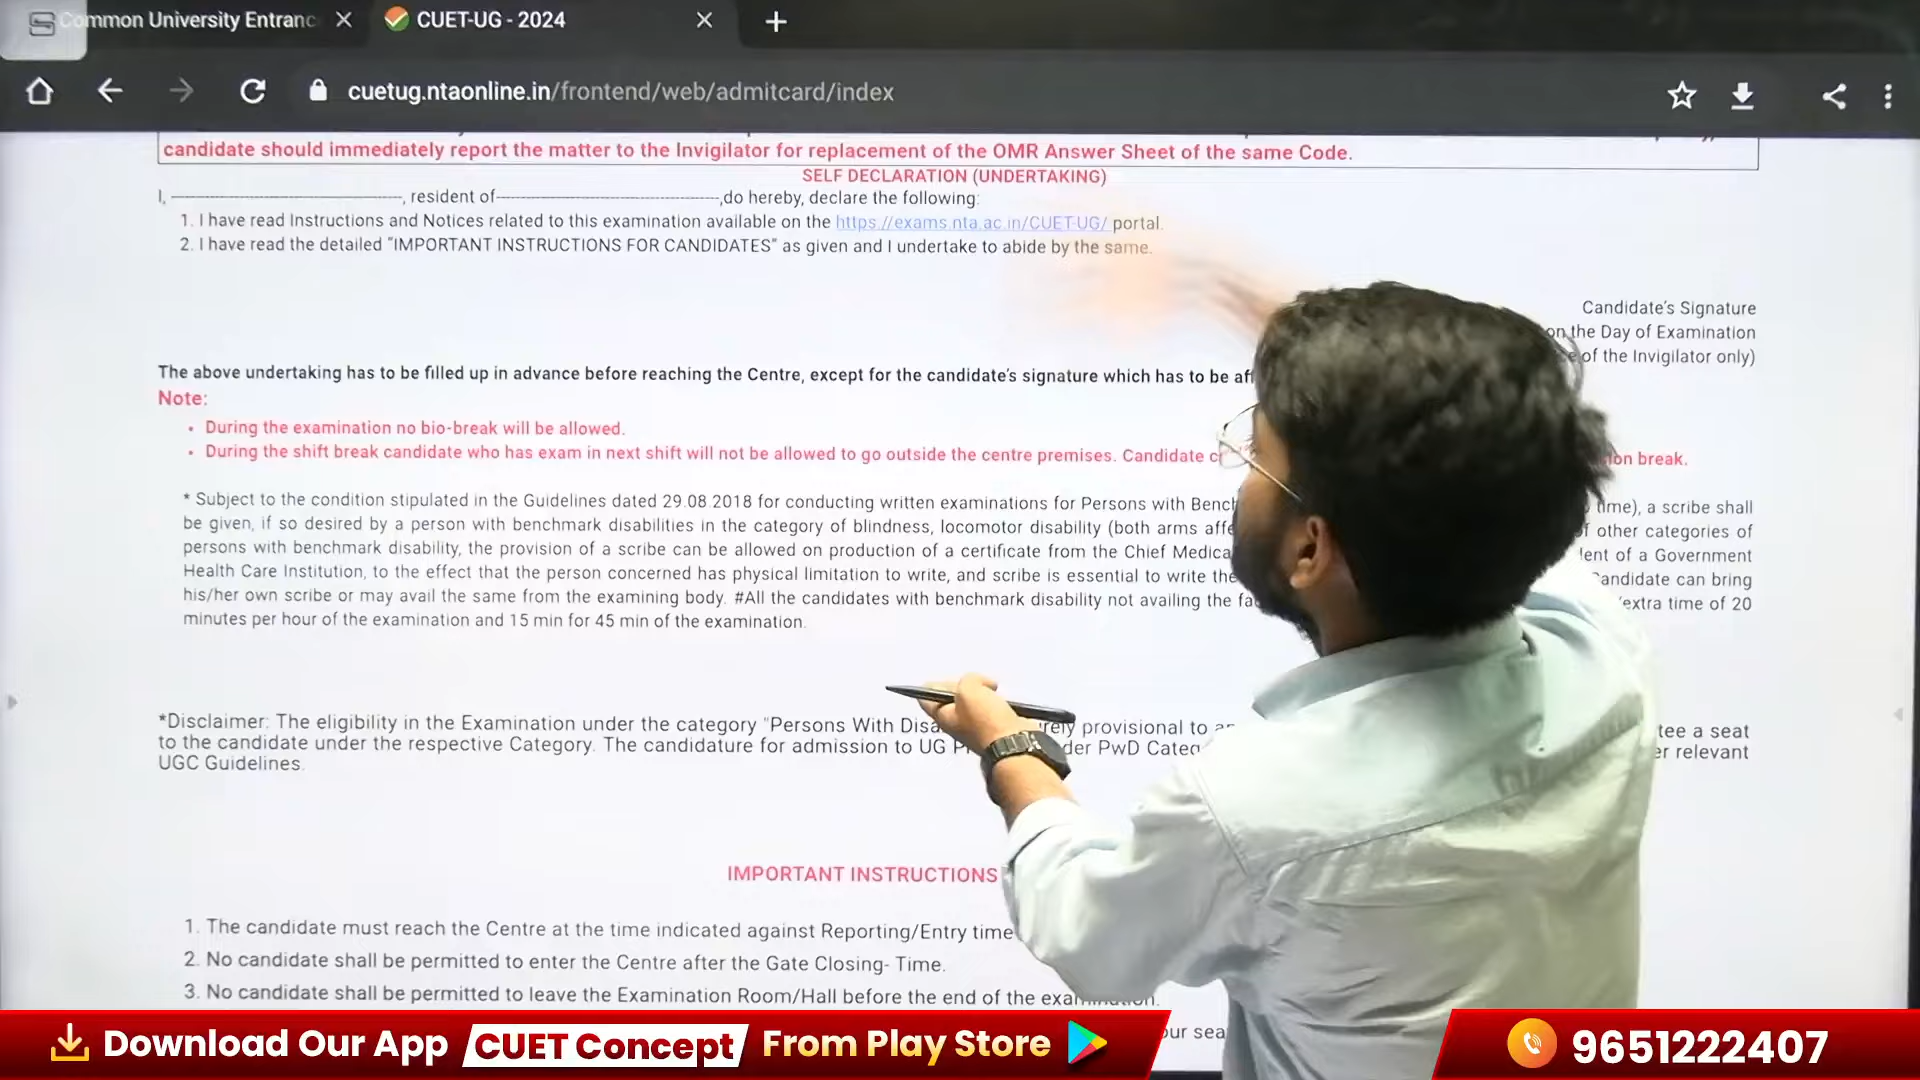 Common University Entranc
CUET-UG - 2024
cuetug.ntaonline.in/frontend/web/admitcard/index
candidate should immediately report the matter to the Invigilator for replacement of the OMR Answer Sheet of the same Code.
SELF DECLARATION (UNDERTAKING)
I, ----------------------------------------, resident of----------------------------------------,do hereby, declare the following:
1. I have read Instructions and Notices related to this examination available on the https://exams.nta.ac.in/CUET-UG/ portal.
2. I have read the detailed "IMPORTANT INSTRUCTIONS FOR CANDIDATES" as given and I undertake to abide by the same.
Candidate's Signature
on the Day of Examination
of the Invigilator only)
The above undertaking has to be filled up in advance before reaching the Centre, except for the candidate's signature which has to be
Note:
• During the examination no bio-break will be allowed.
• During the shift break candidate who has exam in next shift will not be allowed to go outside the centre premises. Candidate break.
* Subject to the condition stipulated in the Guidelines dated 29.08.2018 for conducting written examinations for Persons with time), a scribe shall
be given, if so desired by a person with benchmark disabilities in the category of blindness, locomotor disability (both arms other categories of
persons with benchmark disability, the provision of a scribe can be allowed on production of a certificate from the Chief of a Government
Health Care Institution, to the effect that the person concerned has physical limitation to write, and scribe is essential to write the Candidate can bring
his/her own scribe or may avail the same from the examining body. #All the candidates with benchmark disability not availing the extra time of 20
minutes per hour of the examination and 15 min for 45 min of the examination.
*Disclaimer: The eligibility in the Examination under the category "Persons With provisional to a seat
to the candidate under the respective Category. The candidature for admission to UG PwD relevant
UGC Guidelines.
IMPORTANT INSTRUCTIONS
1. The candidate must reach the Centre at the time indicated against Reporting/Entry time
2. No candidate shall be permitted to enter the Centre after the Gate Closing- Time.
3. No candidate shall be permitted to leave the Examination Room/Hall before the end of the
Download Our App CUET Concept From Play Store
9651222407